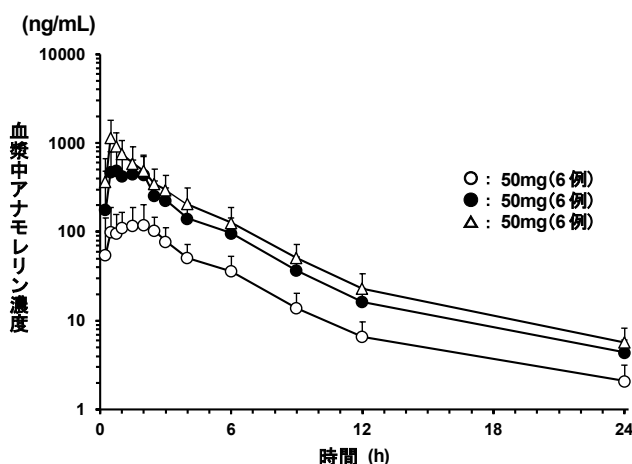 (ng/mL)
10000
1000
100
10
1
血漿中アナモレリン濃度
○： 50mg(6 例)
●： 50mg(6 例)
△： 50mg(6 例)
0 6 12 18 24
時間 (h)